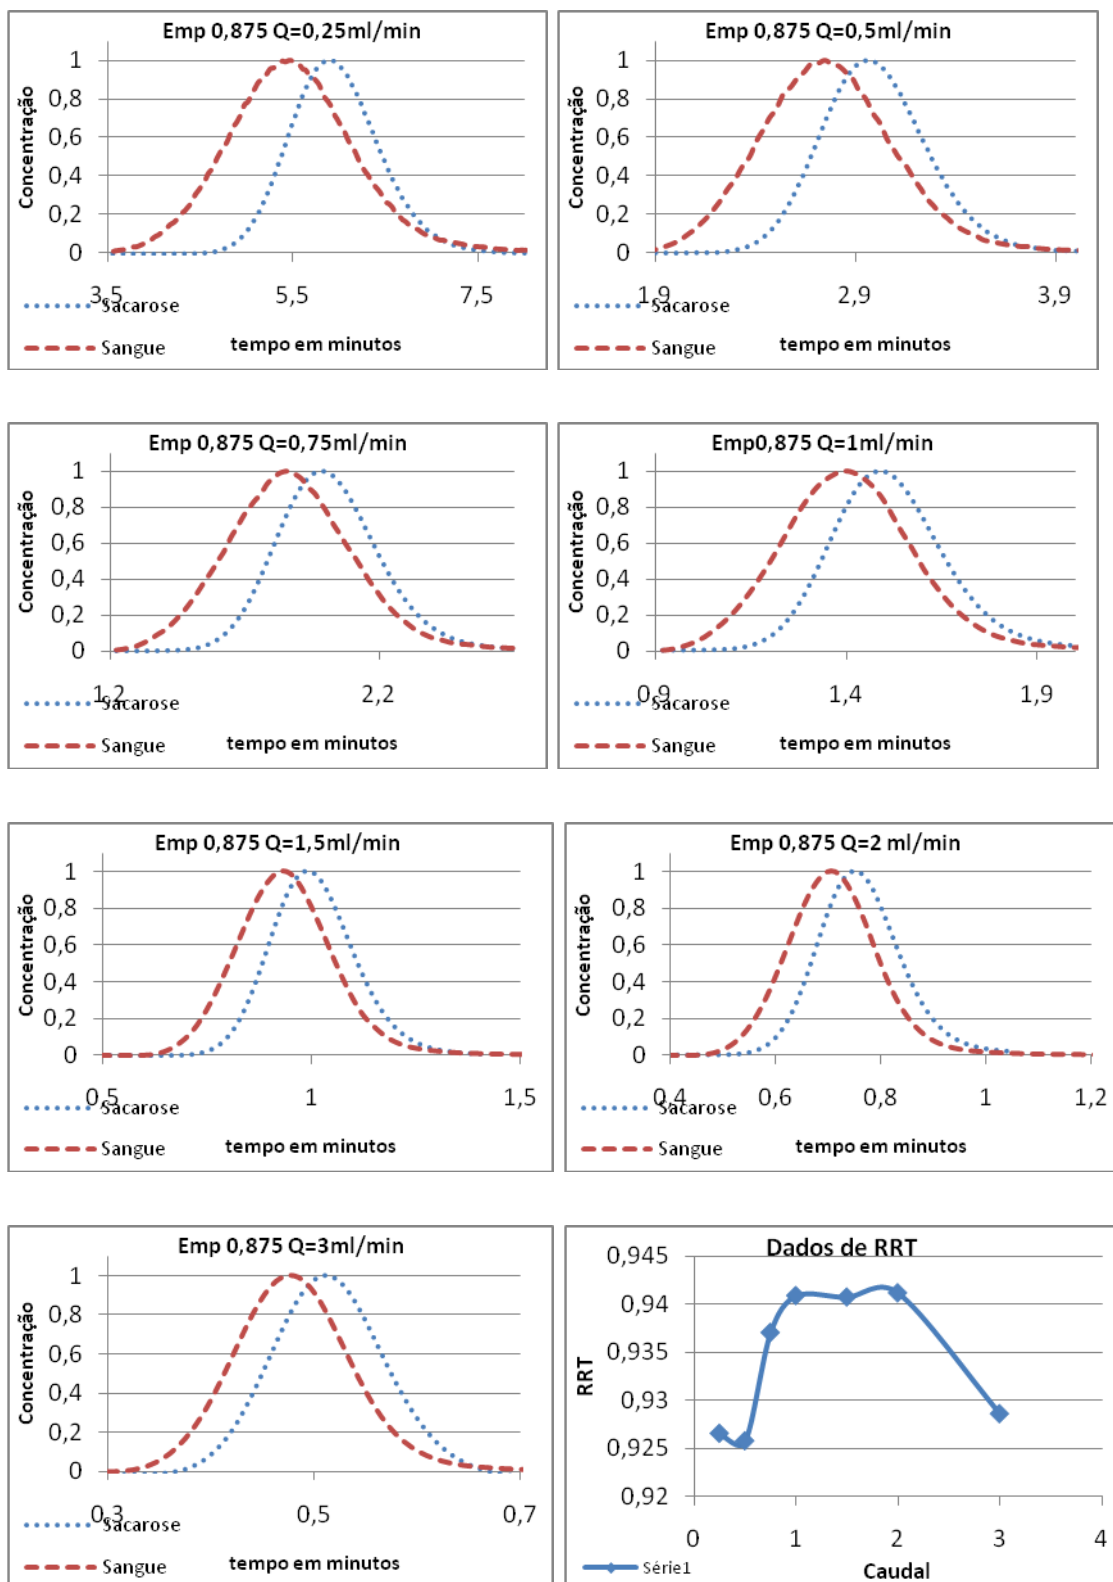 Emp 0,875 Q=0,25ml/min
Concentração
1
0,8
0,6
0,4
0,2
0
3,5 5,5 7,5
Sacarose
Sangue
tempo em minutos
Emp 0,875 Q=0,5ml/min
Concentração
1
0,8
0,6
0,4
0,2
0
1,9 2,9 3,9
Sacarose
Sangue
tempo em minutos
Emp 0,875 Q=0,75ml/min
Concentração
1
0,8
0,6
0,4
0,2
0
1,2 2,2
Sacarose
Sangue
tempo em minutos
Emp0,875 Q=1ml/min
Concentração
1
0,8
0,6
0,4
0,2
0
0,9 1,4 1,9
Sacarose
Sangue
tempo em minutos
Emp 0,875 Q=1,5ml/min
Concentração
1
0,8
0,6
0,4
0,2
0
0,5 1 1,5
Sacarose
Sangue
tempo em minutos
Emp 0,875 Q=2 ml/min
Concentração
1
0,8
0,6
0,4
0,2
0
0,4 0,6 0,8 1 1,2
Sacarose
Sangue
tempo em minutos
Emp 0,875 Q=3ml/min
Concentração
1
0,8
0,6
0,4
0,2
0
0,3 0,5 0,7
Sacarose
Sangue
tempo em minutos
Dados de RRT
RRT
0,945
0,94
0,935
0,93
0,925
0,92
0 1 2 3 4
Série1
Caudal